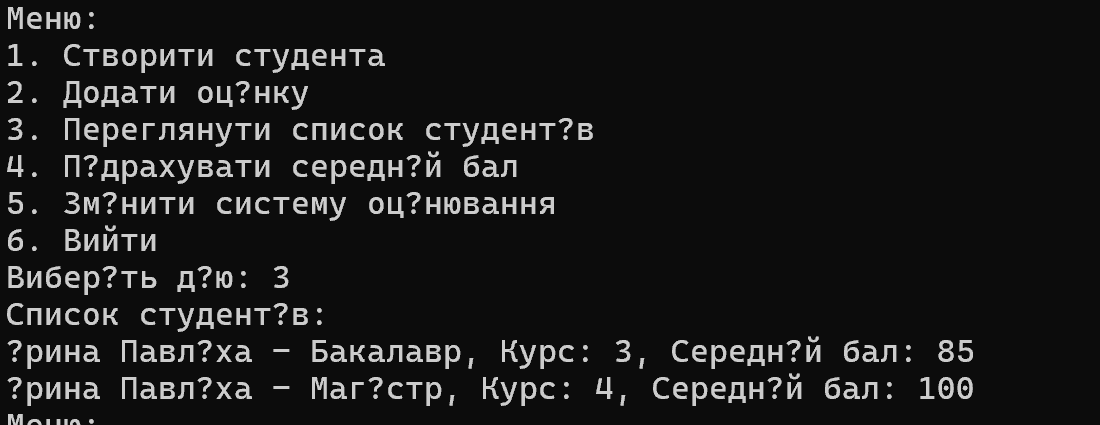 Меню:
1. Створити студента
2. Додати оц?нку
3. Переглянути список студент?в
4. П?драхувати середн?й бал
5. Зм?нити систему оц?нювання
6. Вийти
Вибер?ть д?ю: 3
Список студент?в:
?рина Павл?ха – Бакалавр, Курс: 3, Середн?й бал: 85
?рина Павл?ха – Маг?стр, Курс: 4, Середн?й бал: 100
Меню: